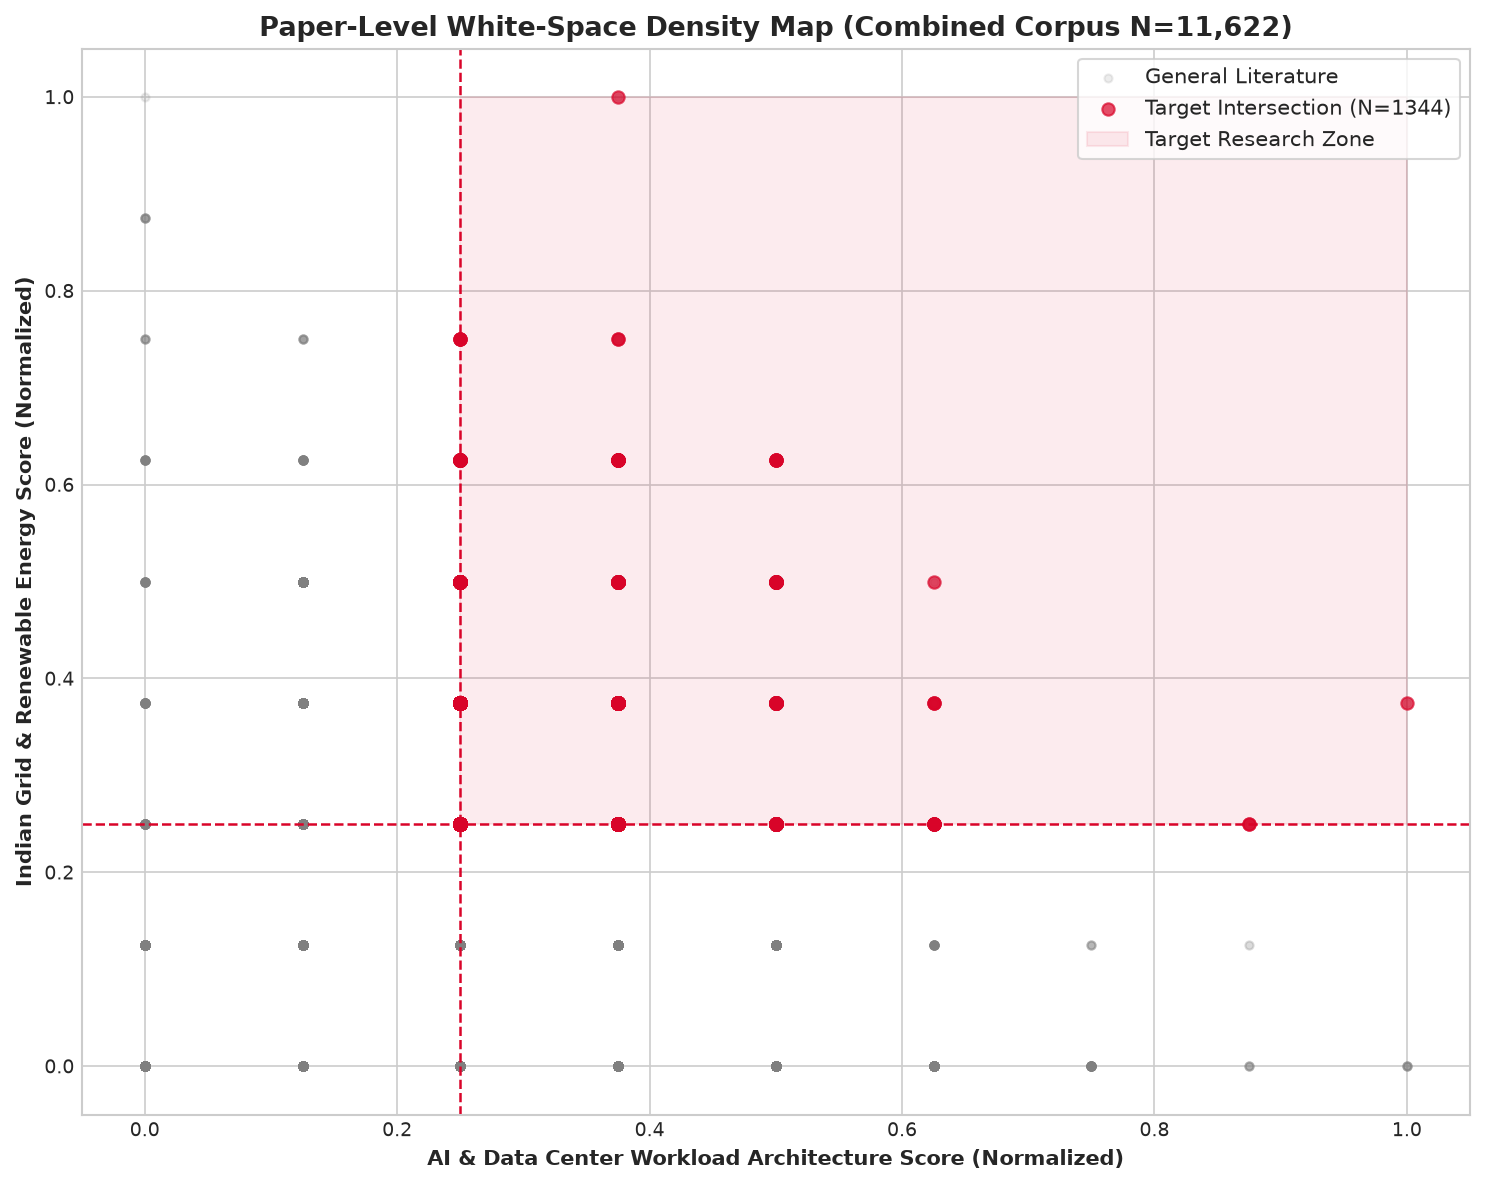 Paper-Level White-Space Density Map (Combined Corpus N=11,622)
General Literature
Target Intersection (N=1344)
Target Research Zone
Indian Grid & Renewable Energy Score (Normalized)
1.0
0.8
0.6
0.4
0.2
0.0
0.0 0.2 0.4 0.6 0.8 1.0
AI & Data Center Workload Architecture Score (Normalized)